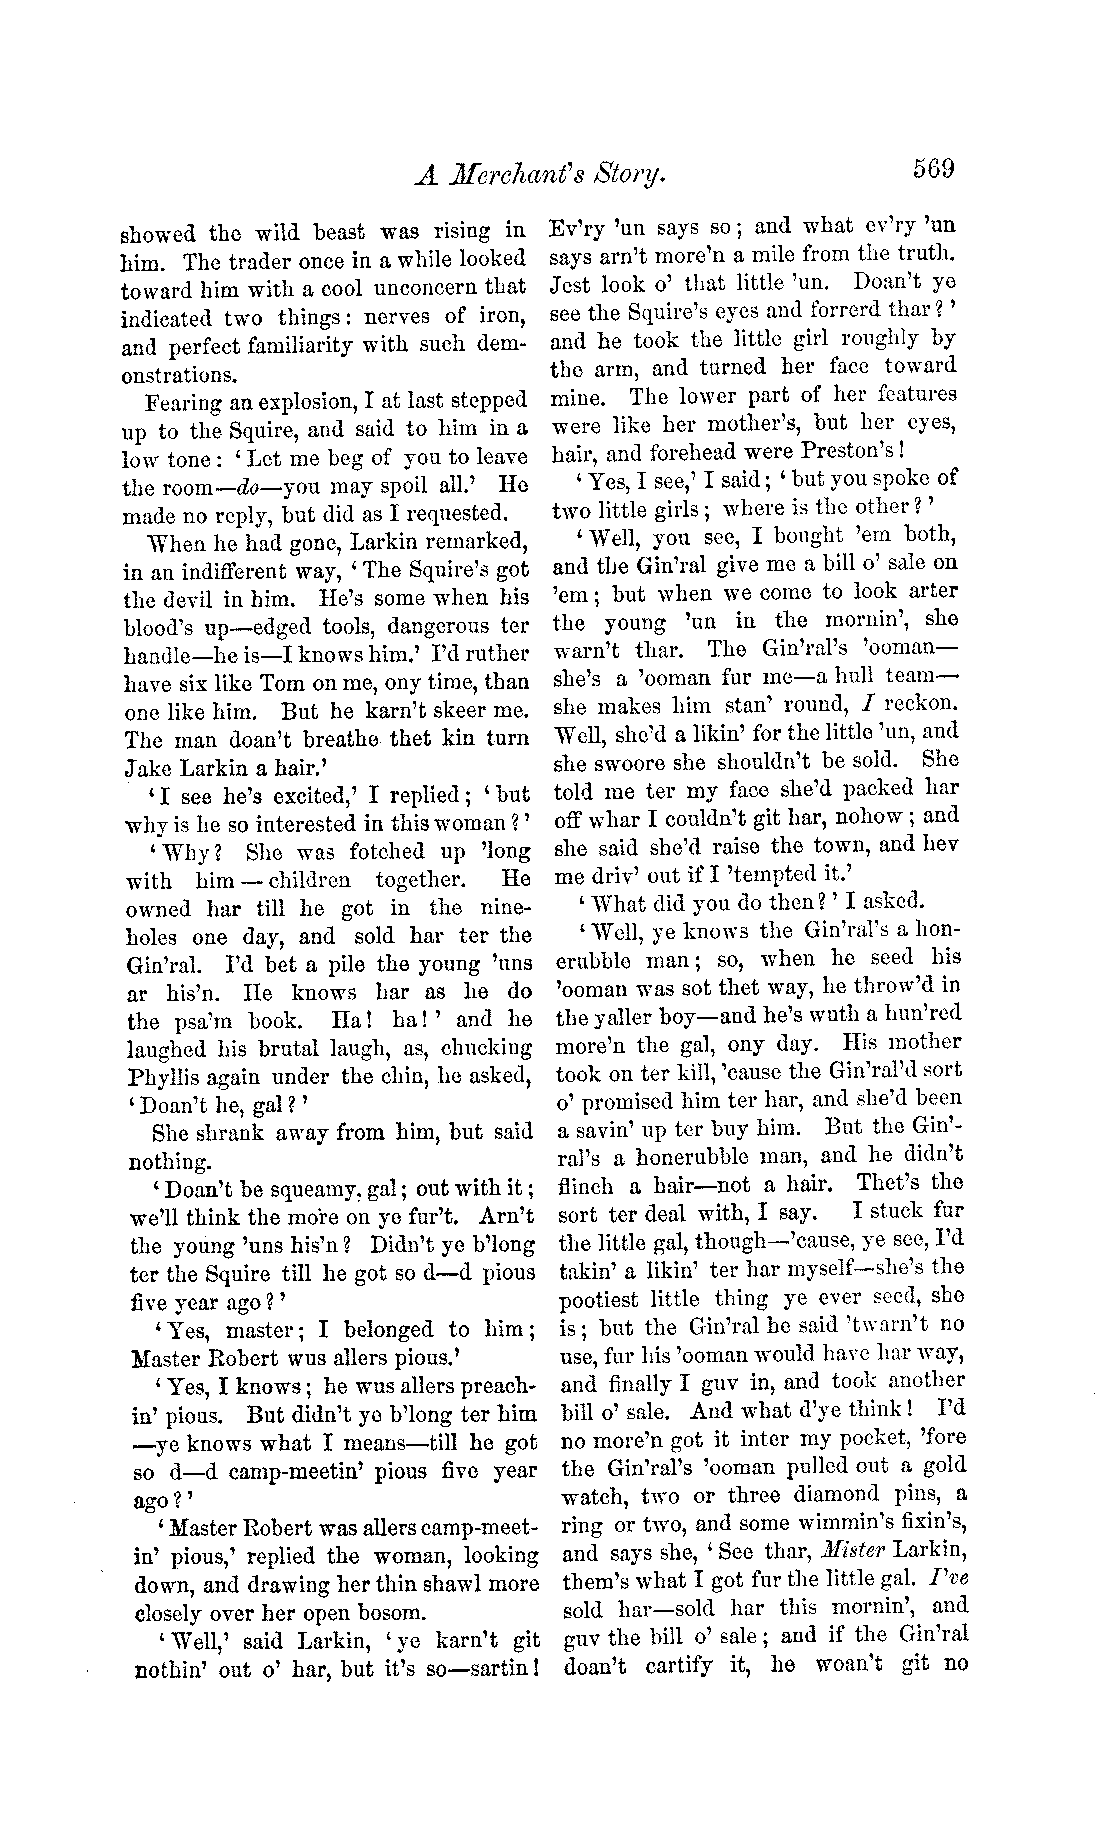 A Merchant's Story. 569
showed the wild beast was rising in
him. The trader once in a while looked
toward him with a cool unconcern that
indicated two things: nerves of iron,
and perfect familiarity with such dem-
onstrations.
Fearing an explosion, I at last stepped
up to the Squire, and said to him in a
low tone: 'Let me beg of you to leave
the room—do—you may spoil all.' He
made no reply, but did as I requested.
When he had gone, Larkin remarked,
in an indifferent way, 'The Squire's got
the devil in him. He's some when his
blood's up—edged tools, dangerous ter
handle—he is—I knows him.' I'd ruther
have six like Tom on me, ony time, than
one like him. But he karn't skeer me.
The man doan't breathe thet kin turn
Jake Larkin a hair.'
'I see he's excited,' I replied; 'but
why is he so interested in this woman?'
'Why? She was fotched up 'long
with him—children together. He
owned har till he got in the nine-
holes one day, and sold har ter the
Gin'ral. I'd bet a pile the young 'uns
ar his'n. He knows har as he do
the psa'm book. Ha! ha!' and he
laughed his brutal laugh, as, chucking
Phyllis again under the chin, he asked,
'Doan't he, gal?'
She shrank away from him, but said
nothing.
'Doan't be squeamy, gal; out with it;
we'll think the more on ye fur't. Arn't
the young 'uns his'n? Didn't ye b'long
ter the Squire till he got so d—d pious
five year ago?'
'Yes, master; I belonged to him;
Master Robert wus allers pious.'
'Yes, I knows; he wus allers preach-
in' pious. But didn't ye b'long ter him
—ye knows what I means—till he got
so d—d camp-meetin' pious five year
ago?'
'Master Robert was allers camp-meet-
in' pious,' replied the woman, looking
down, and drawing her thin shawl more
closely over her open bosom.
'Well,' said Larkin, 'ye karn't git
nothin' out o' har, but it's so—sartin!
Ev'ry 'un says so; and what ev'ry 'un
says arn't more'n a mile from the truth.
Jest look o' that little 'un. Doan't ye
see the Squire's eyes and forrerd thar?'
and he took the little girl roughly by
the arm, and turned her face toward
mine. The lower part of her features
were like her mother's, but her eyes,
hair, and forehead were Preston's!
'Yes, I see,' I said; 'but you spoke of
two little girls; where is the other?'
'Well, you see, I bought 'em both,
and the Gin'ral give me a bill o' sale on
'em; but when we come to look arter
the young 'un in the mornin', she
warn't thar. The Gin'ral's 'ooman—
she's a 'ooman fur me—a hull team—
she makes him stan' round, I reckon.
Well, she'd a likin' for the little 'un, and
she swoore she shouldn't be sold. She
told me ter my face she'd packed har
off whar I couldn't git har, nohow; and
she said she'd raise the town, and hev
me driv' out if I 'tempted it.'
'What did you do then?' I asked.
'Well, ye knows the Gin'ral's a hon-
erubble man; so, when he seed his
'ooman was sot thet way, he throw'd in
the yaller boy—and he's wuth a hun'red
more'n the gal, ony day. His mother
took on ter kill, 'cause the Gin'ral'd sort
o' promised him ter har, and she'd been
a savin' up ter buy him. But the Gin'-
ral's a honerubble man, and he didn't
flinch a hair—not a hair. Thet's the
sort ter deal with, I say. I stuck fur
the little gal, though—'cause, ye see, I'd
takin' a likin' ter har myself—she's the
pootiest little thing ye ever seed, she
is; but the Gin'ral he said 'twarn't no
use, fur his 'ooman would have har way,
and finally I guv in, and took another
bill o' sale. And what d'ye think! I'd
no more'n got it inter my pocket, 'fore
the Gin'ral's 'ooman pulled out a gold
watch, two or three diamond pins, a
ring or two, and some wimmin's fixin's,
and says she, 'See thar, Mister Larkin,
them's what I got fur the little gal. I've
sold har—sold har this mornin', and
guv the bill o' sale; and if the Gin'ral
doan't cartify it, he woan't git no